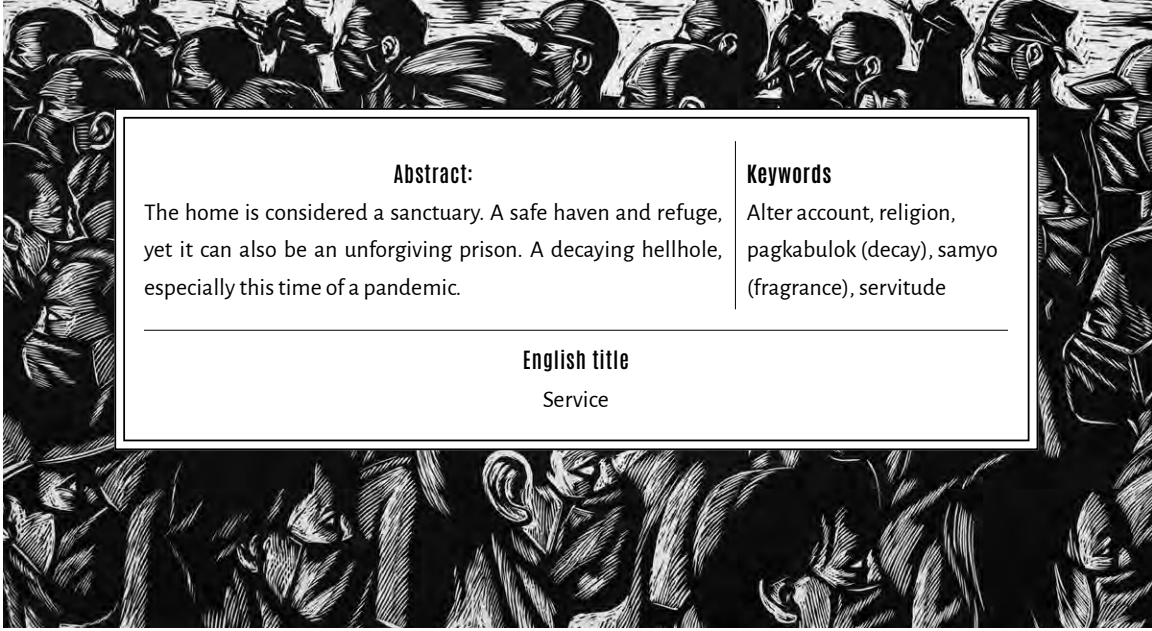 Abstract:
The home is considered a sanctuary. A safe haven and refuge,
yet it can also be an unforgiving prison. A decaying hellhole,
especially this time of a pandemic.
Keywords
Alter account, religion,
pagkabulok (decay), samyo
(fragrance), servitude
English title
Service